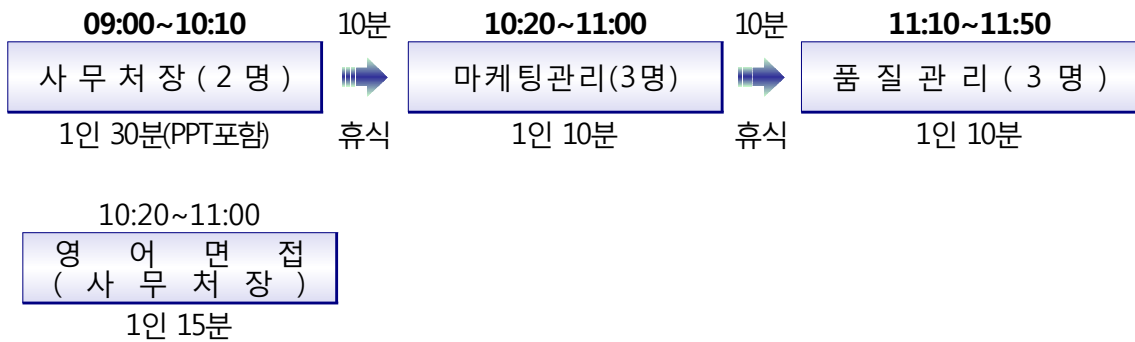 09:00~10:10 10분 10:20~11:00 10분 11:10~11:50
사무처장(2명) 마케팅관리(3명) 품질관리(3명)
1인 30분(PPT포함) 휴식 1인 10분 휴식 1인 10분
10:20~11:00
영어면접
(사무처장)
1인 15분